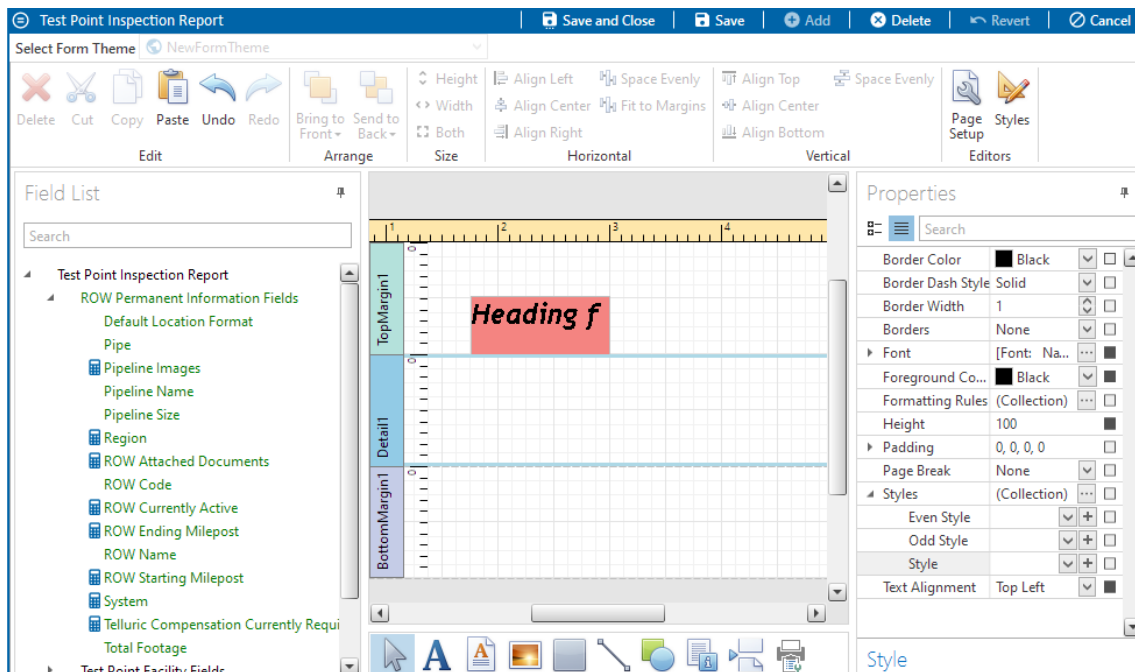 Test Point Inspection Report
Save and Close
Save
Add
Delete
Revert
Cancel
Select Form Theme
NewFormTheme
Delete
Cut
Copy
Paste
Undo
Redo
Edit
Bring to
Front
Send to
Back
Arrange
Height
Width
Both
Size
Align Left
Space Evenly
Align Center
Fit to Margins
Align Right
Horizontal
Align Top
Space Evenly
Align Center
Align Bottom
Vertical
Page
Setup
Styles
Editors
Field List
Search
Test Point Inspection Report
ROW Permanent Information Fields
Default Location Format
Pipe
Pipeline Images
Pipeline Name
Pipeline Size
Region
ROW Attached Documents
ROW Code
ROW Currently Active
ROW Ending Milepost
ROW Name
ROW Starting Milepost
System
Telluric Compensation Currently Requi
Total Footage
Test Point Facility Fields
1 2 3 4
TopMargin1
0
Heading f
Detail1
0
BottomMargin1
0
A
A
Properties
Search
Border Color Black
Border Dash Style Solid
Border Width 1
Borders None
Font [Font: Na...
Foreground Co... Black
Formatting Rules (Collection)
Height 100
Padding 0, 0, 0, 0
Page Break None
Styles (Collection)
Even Style
Odd Style
Style
Text Alignment Top Left
Style